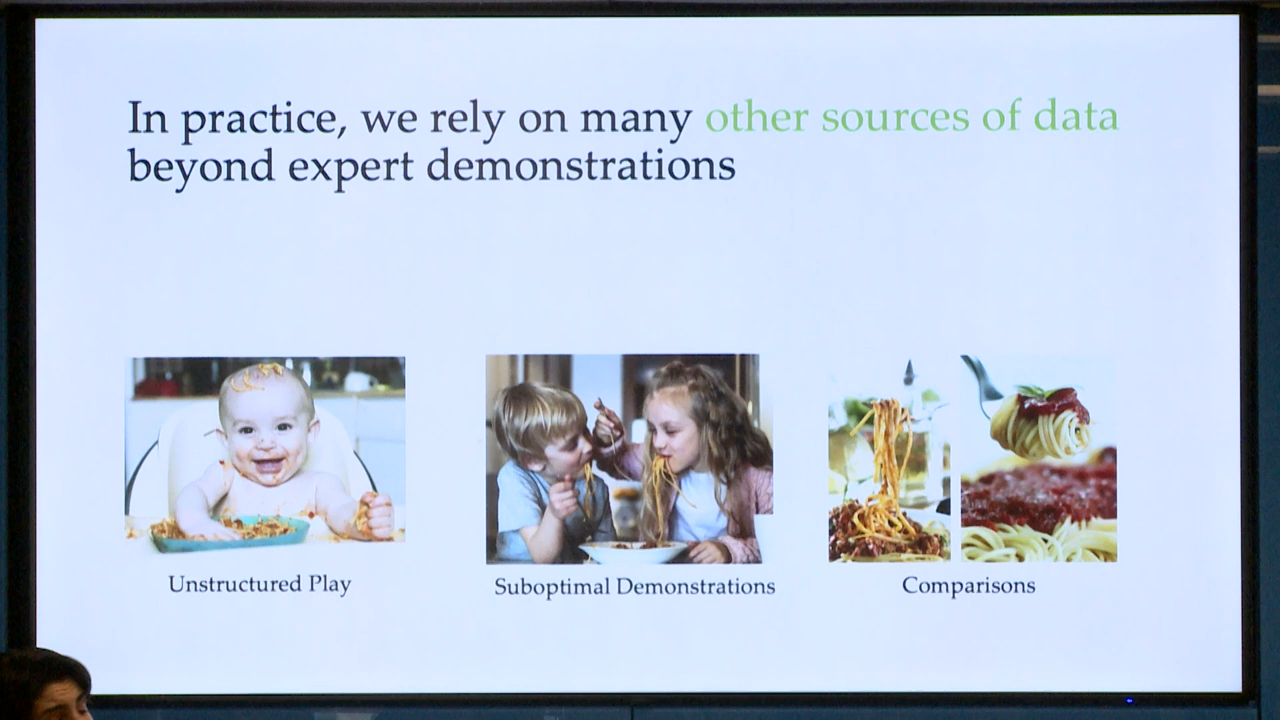 In practice, we rely on many other sources of data
beyond expert demonstrations
Unstructured Play
Suboptimal Demonstrations
Comparisons